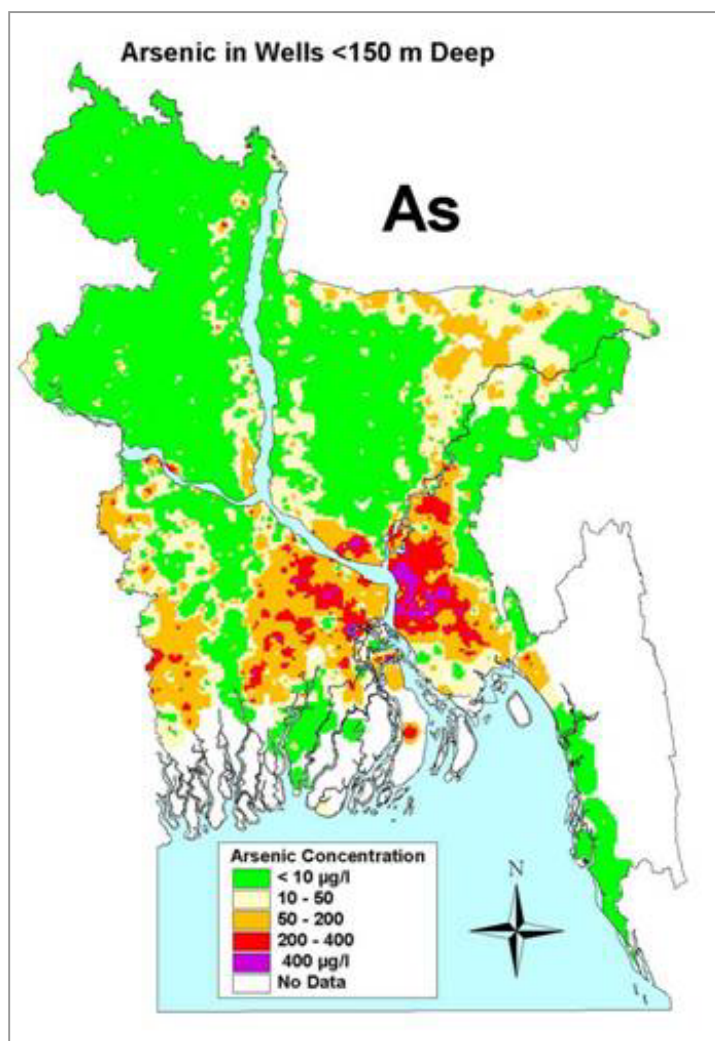 Arsenic in Wells <150 m Deep
As
Arsenic Concentration
< 10 µg/l
10 - 50
50 - 200
200 - 400
400 µg/l
No Data
N